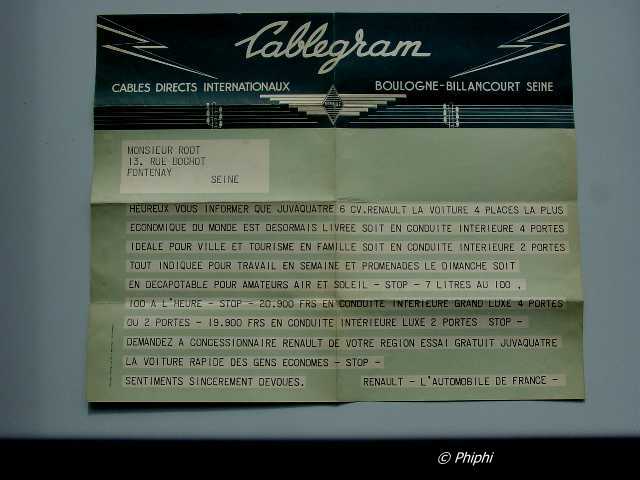 Cablegram
CABLES DIRECTS INTERNATIONAUX
BOULOGNE-BILLANCOURT SEINE
RENAULT
MONSIEUR RODT
13, RUE BOCHOT
FONTENAY
SEINE
HEUREUX VOUS INFORMER QUE JUVAQUATRE 6 CV.RENAULT LA VOITURE 4 PLACES LA PLUS
ECONOMIQUE DU MONDE EST DESORMAIS LIVREE SOIT EN CONDUITE INTERIEURE 4 PORTES
IDEALE POUR VILLE ET TOURISME EN FAMILLE SOIT EN CONDUITE INTERIEURE 2 PORTES
TOUT INDIQUEE POUR TRAVAIL EN SEMAINE ET PROMENADES LE DIMANCHE SOIT
EN DECAPOTABLE POUR AMATEURS AIR ET SOLEIL - STOP - 7 LITRES AU 100 ,
100 A L'HEURE - STOP - 20.900 FRS EN CONDUITE INTERIEURE GRAND LUXE 4 PORTES
OU 2 PORTES - 19.900 FRS EN CONDUITE INTERIEURE LUXE 2 PORTES STOP -
DEMANDEZ A CONCESSIONNAIRE RENAULT DE VOTRE REGION ESSAI GRATUIT JUVAQUATRE
LA VOITURE RAPIDE DES GENS ECONOMES - STOP -
SENTIMENTS SINCEREMENT DEVOUES. RENAULT - L'AUTOMOBILE DE FRANCE -
© Phiphi